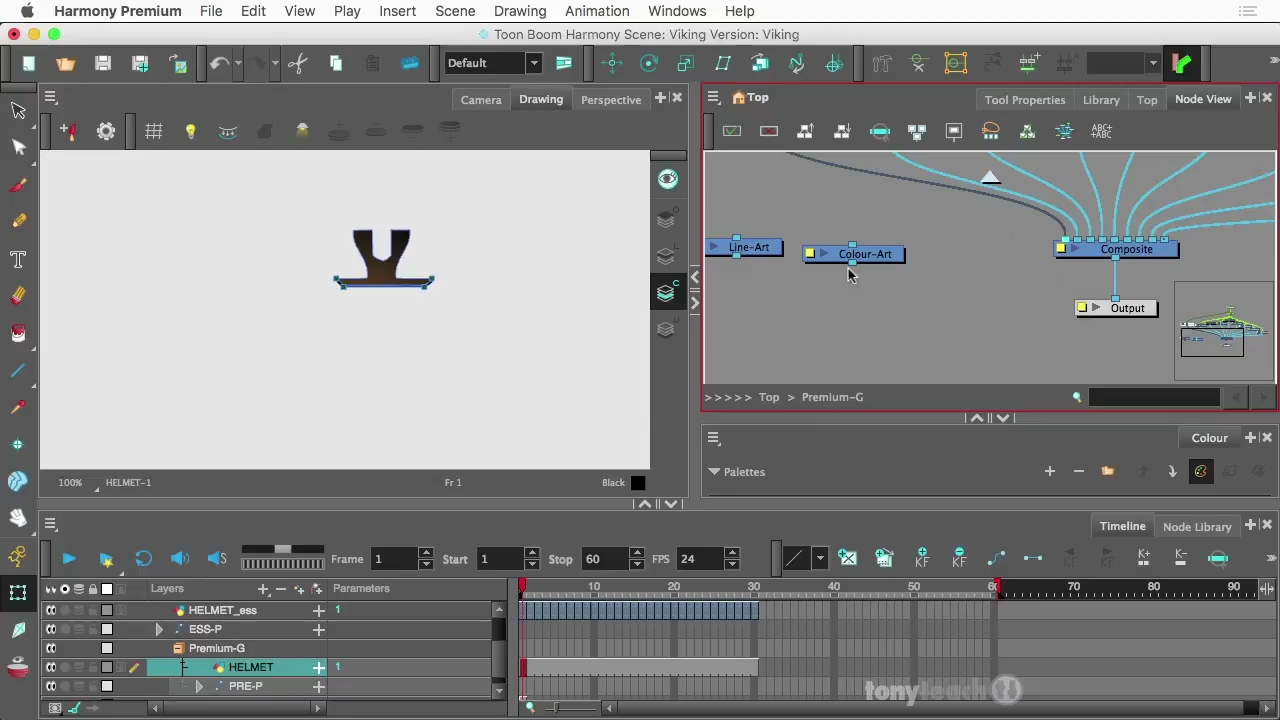 Harmony Premium File Edit View Play Insert Scene Drawing Animation Windows Help
Toon Boom Harmony Scene: Viking Version: Viking
Default
Camera Drawing Perspective
Top
Tool Properties Library Top Node View
ABC+
+ABC
Line-Art
Colour-Art
Composite
Output
>>>>> Top > Premium-G
Colour
Palettes
100% HELMET-1 Fr 1 Black
Timeline Node Library
Frame 1 Start 1 Stop 60 FPS 24
KF KF K+ K-
Layers Parameters
10 20 30 40 50 60 70 80 90
HELMET_ess 1
ESS-P
Premium-G
HELMET 1
PRE-P
tonyteach